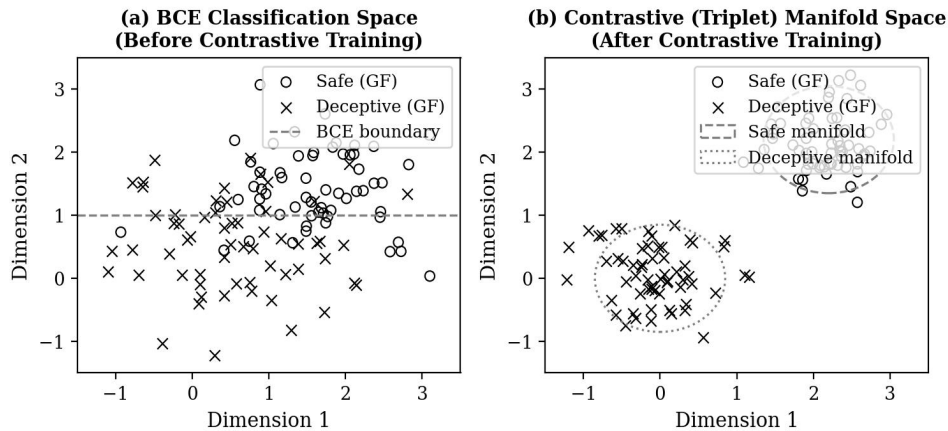 (a) BCE Classification Space
(Before Contrastive Training)
Safe (GF)
Deceptive (GF)
BCE boundary
3
2
1
0
−1
Dimension 2
−1
0
1
2
3
Dimension 1
(b) Contrastive (Triplet) Manifold Space
(After Contrastive Training)
Safe (GF)
Deceptive (GF)
Safe manifold
Deceptive manifold
3
2
1
0
−1
Dimension 2
−1
0
1
2
3
Dimension 1